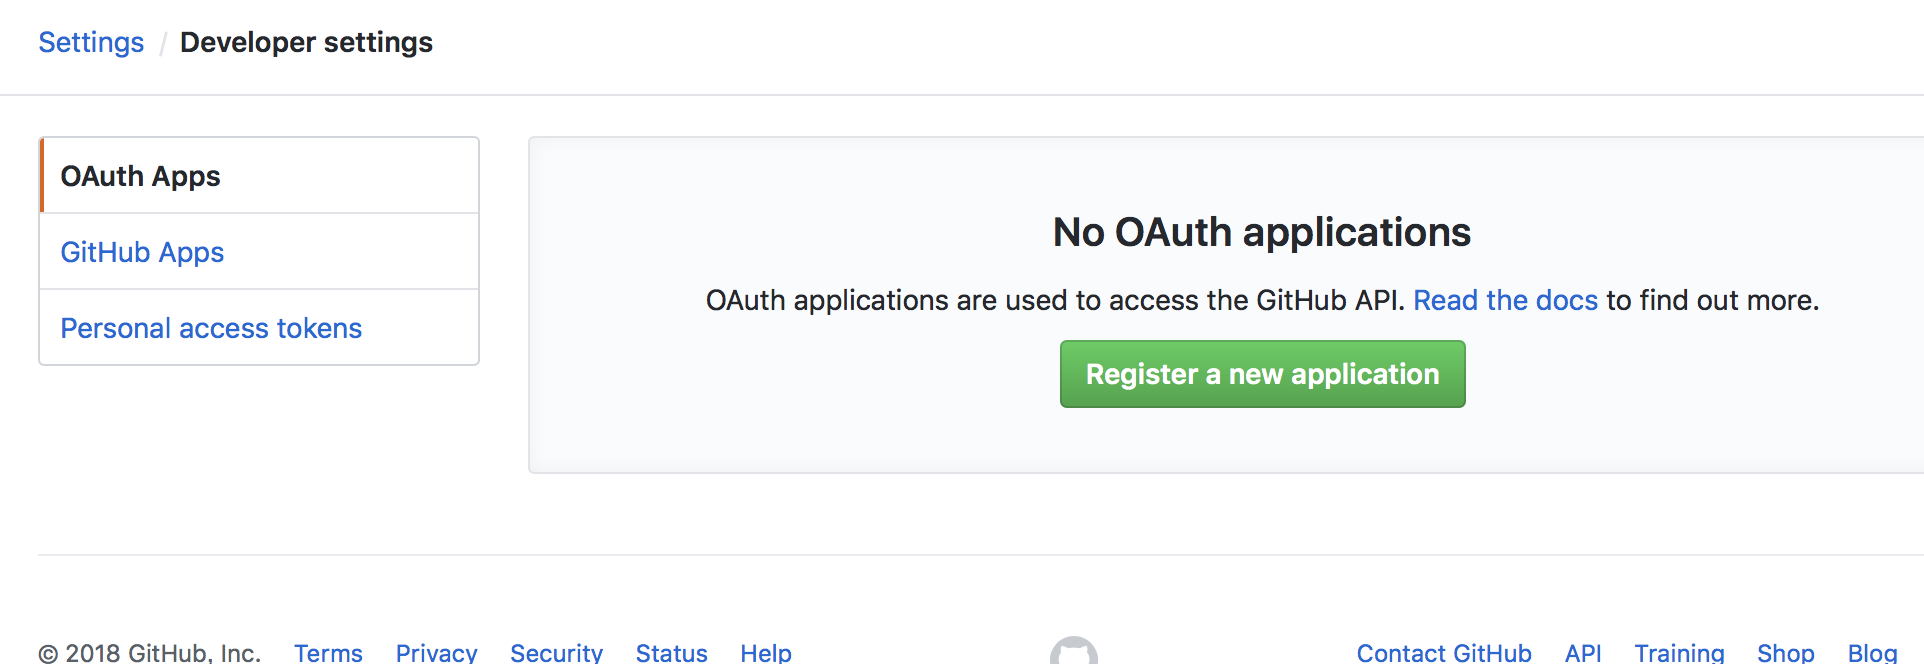 Settings / Developer settings
OAuth Apps
GitHub Apps
Personal access tokens
No OAuth applications
OAuth applications are used to access the GitHub API. Read the docs to find out more.
Register a new application
© 2018 GitHub, Inc. Terms Privacy Security Status Help Contact GitHub API Training Shop Blog